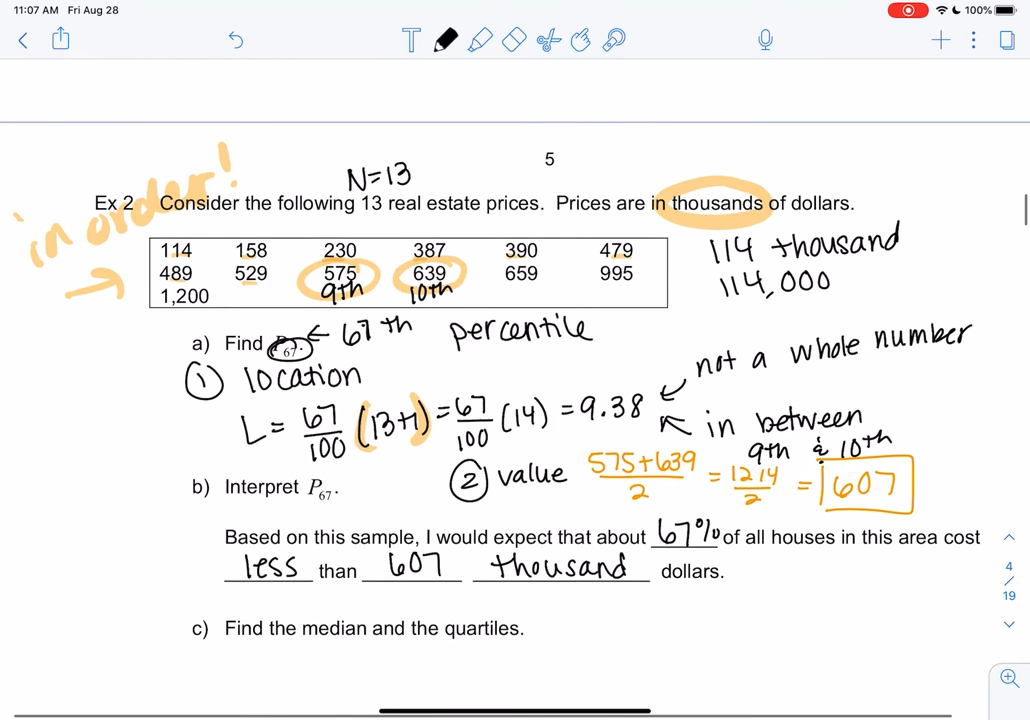 11:07 AM Fri Aug 28 100%
T
5
N=13
in order!
Ex 2 Consider the following 13 real estate prices. Prices are in thousands of dollars.
114 158 230 387 390 479
489 529 575 639 659 995
1,200 9th 10th
114 thousand
114,000
a) Find P67. ← 67th percentile
① location
not a whole number
L = 67/100 (13+1) = 67/100 (14) = 9.38
in between
9th & 10th
② value 575+639/2 = 1214/2 = 607
b) Interpret P67.
Based on this sample, I would expect that about 67% of all houses in this area cost
less than 607 thousand dollars.
c) Find the median and the quartiles.
4
/
19